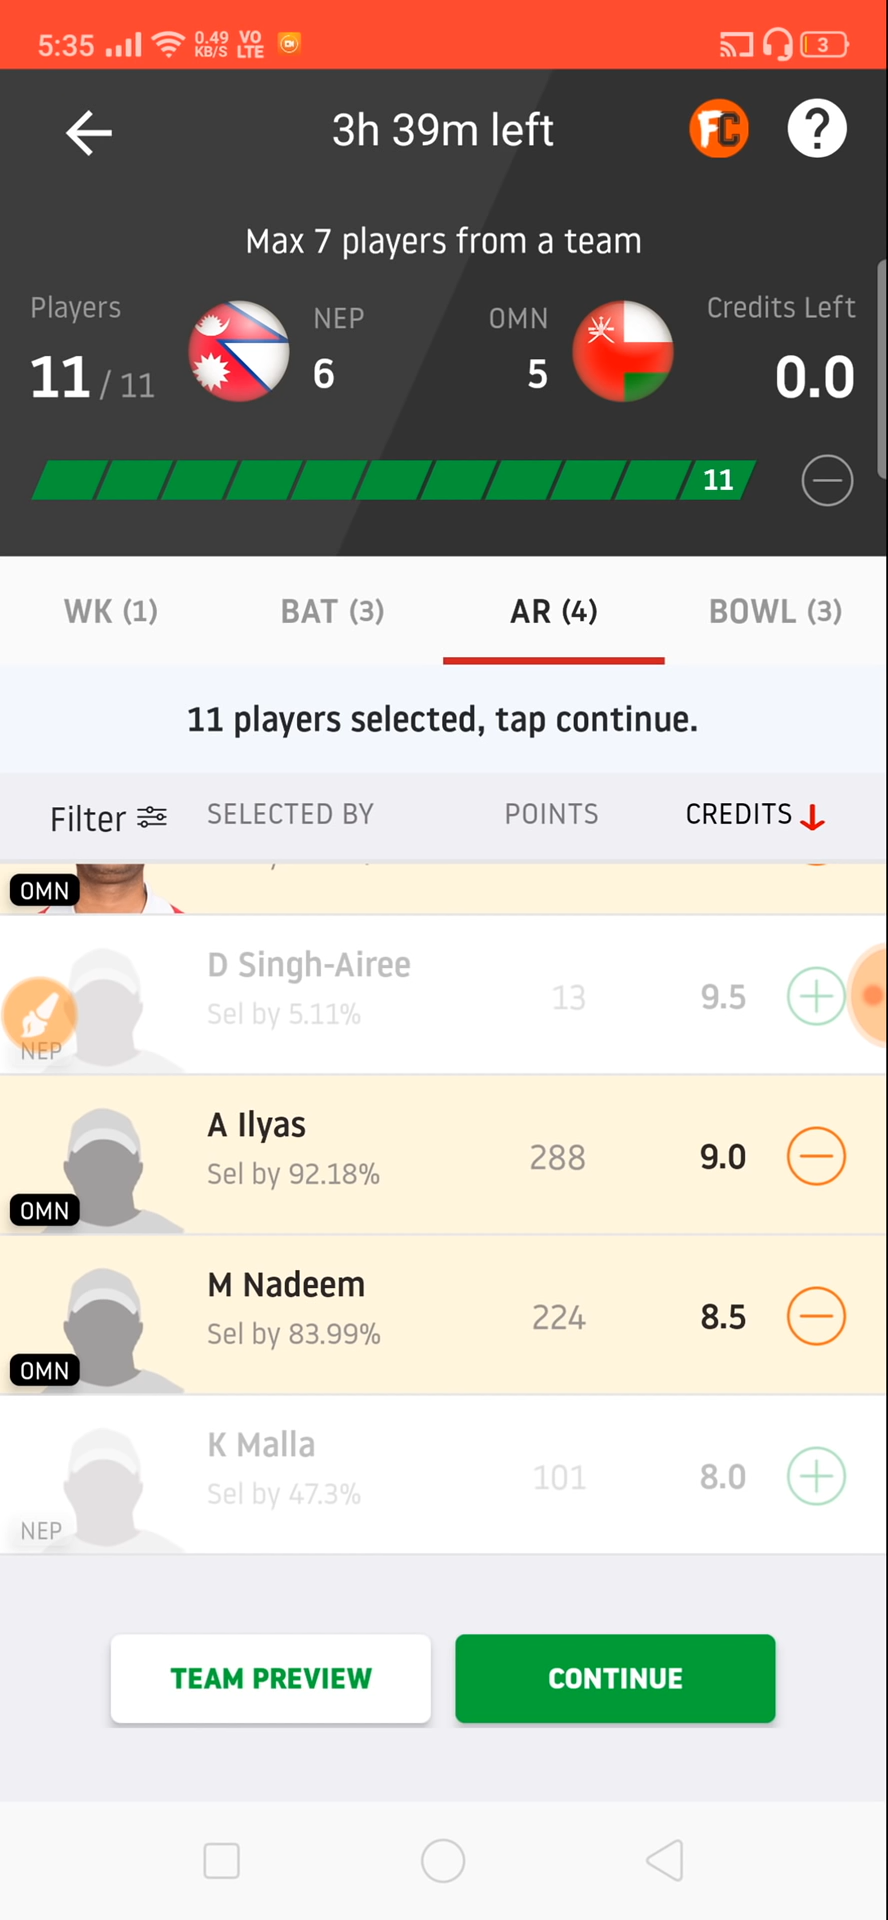 5:35 0.49 KB/S VO LTE 3
3h 39m left FC ?
Max 7 players from a team
Players NEP OMN Credits Left
11 / 11 6 5 0.0
11
WK (1) BAT (3) AR (4) BOWL (3)
11 players selected, tap continue.
Filter SELECTED BY POINTS CREDITS
OMN
D Singh-Airee
Sel by 5.11% 13 9.5
NEP
A Ilyas
Sel by 92.18% 288 9.0
OMN
M Nadeem
Sel by 83.99% 224 8.5
OMN
K Malla
Sel by 47.3% 101 8.0
NEP
TEAM PREVIEW CONTINUE